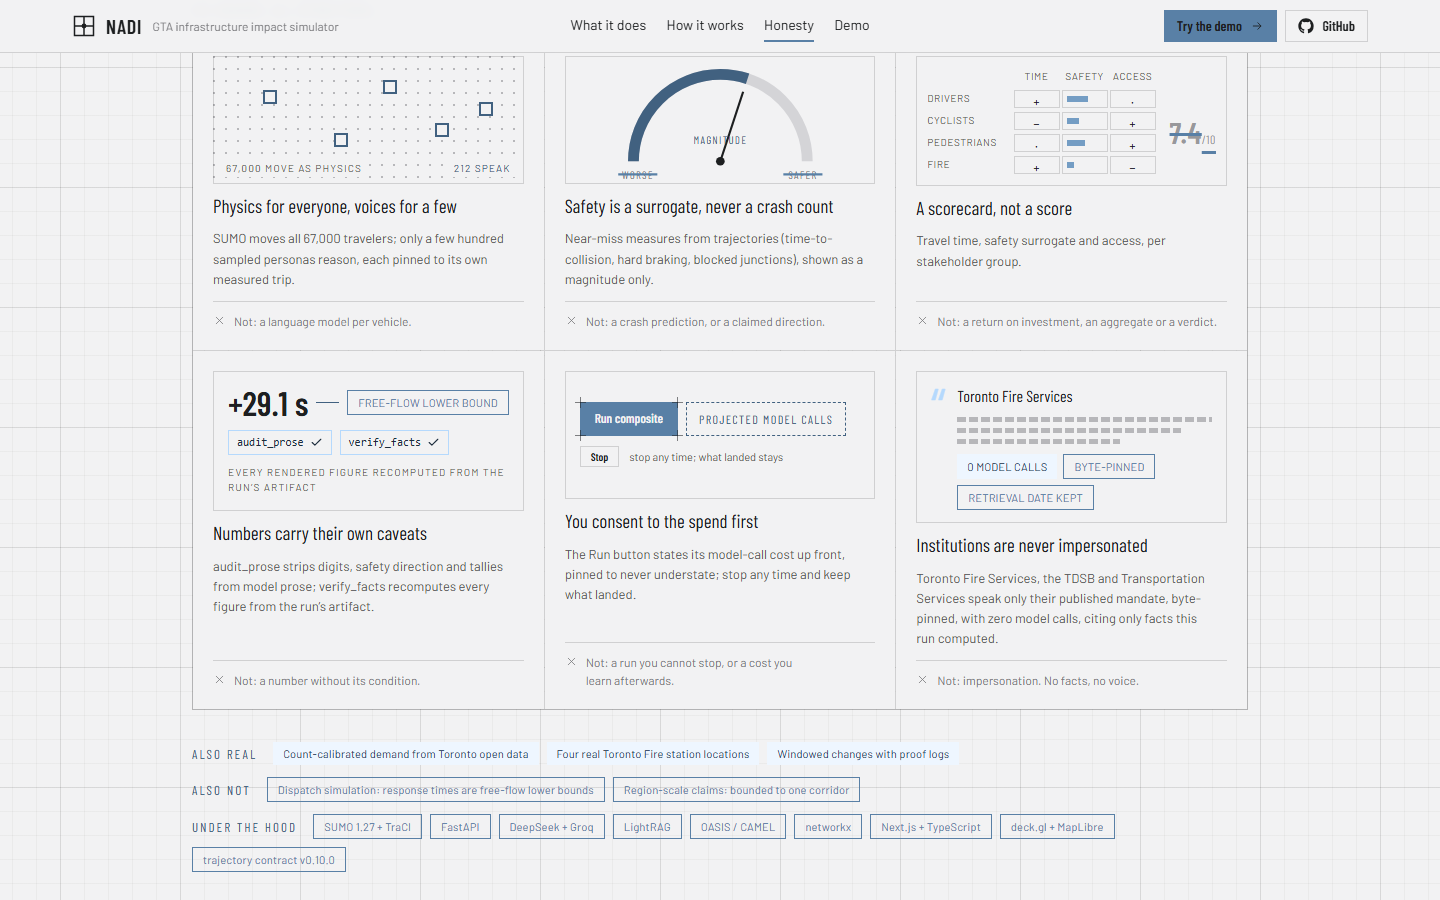 NADI GTA infrastructure impact simulator What it does How it works Honesty Demo Try the demo GitHub
67,000 MOVE AS PHYSICS 212 SPEAK
Physics for everyone, voices for a few
SUMO moves all 67,000 travelers; only a few hundred
sampled personas reason, each pinned to its own
measured trip.
Not: a language model per vehicle.
MAGNITUDE
WORSE SAFER
Safety is a surrogate, never a crash count
Near-miss measures from trajectories (time-to-
collision, hard braking, blocked junctions), shown as a
magnitude only.
Not: a crash prediction, or a claimed direction.
TIME SAFETY ACCESS
DRIVERS + ·
CYCLISTS − +
PEDESTRIANS · +
FIRE + −
7.4/10
A scorecard, not a score
Travel time, safety surrogate and access, per
stakeholder group.
Not: a return on investment, an aggregate or a verdict.
+29.1 s FREE-FLOW LOWER BOUND
audit_prose verify_facts
EVERY RENDERED FIGURE RECOMPUTED FROM THE
RUN'S ARTIFACT
Numbers carry their own caveats
audit_prose strips digits, safety direction and tallies
from model prose; verify_facts recomputes every
figure from the run's artifact.
Not: a number without its condition.
Run composite PROJECTED MODEL CALLS
Stop stop any time; what landed stays
You consent to the spend first
The Run button states its model-call cost up front,
pinned to never understate; stop any time and keep
what landed.
Not: a run you cannot stop, or a cost you
learn afterwards.
Toronto Fire Services
0 MODEL CALLS BYTE-PINNED
RETRIEVAL DATE KEPT
Institutions are never impersonated
Toronto Fire Services, the TDSB and Transportation
Services speak only their published mandate, byte-
pinned, with zero model calls, citing only facts this
run computed.
Not: impersonation. No facts, no voice.
ALSO REAL Count-calibrated demand from Toronto open data Four real Toronto Fire station locations Windowed changes with proof logs
ALSO NOT Dispatch simulation: response times are free-flow lower bounds Region-scale claims: bounded to one corridor
UNDER THE HOOD SUMO 1.27 + TraCI FastAPI DeepSeek + Groq LightRAG OASIS / CAMEL networkx Next.js + TypeScript deck.gl + MapLibre
trajectory contract v0.10.0